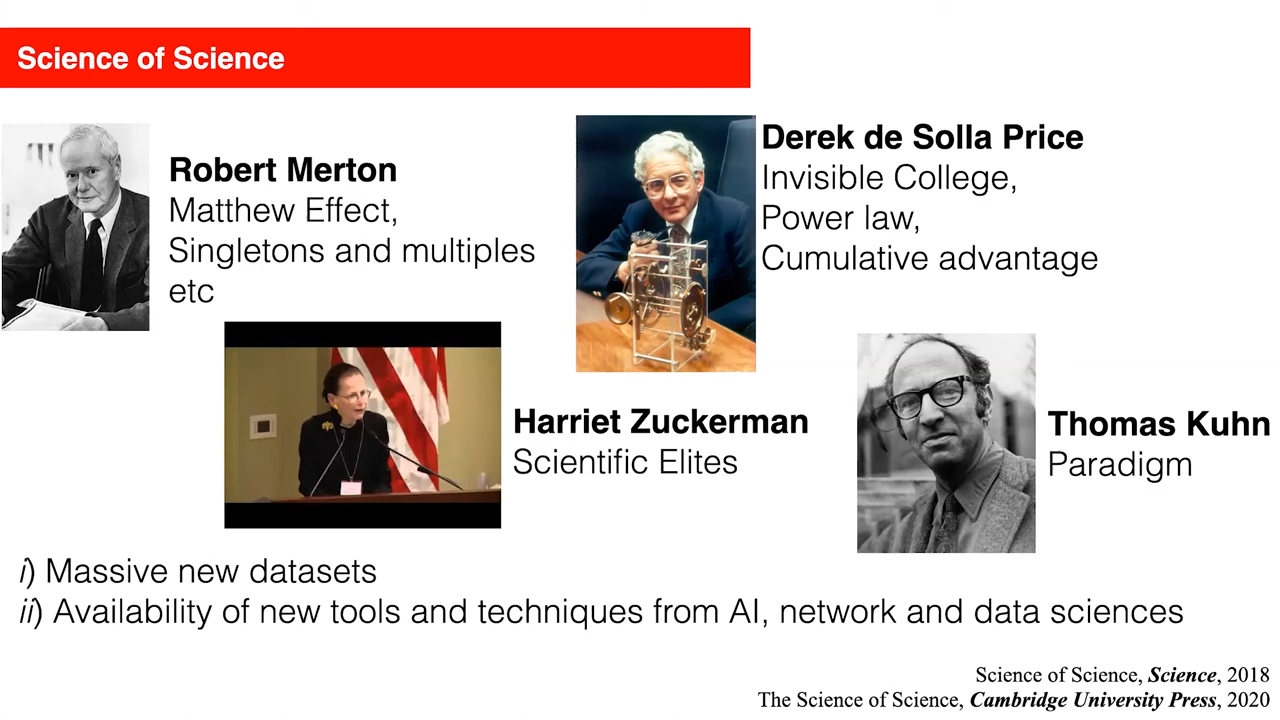 Science of Science
Robert Merton
Matthew Effect,
Singletons and multiples
etc
Derek de Solla Price
Invisible College,
Power law,
Cumulative advantage
Harriet Zuckerman
Scientific Elites
Thomas Kuhn
Paradigm
i) Massive new datasets
ii) Availability of new tools and techniques from AI, network and data sciences
Science of Science, Science, 2018
The Science of Science, Cambridge University Press, 2020